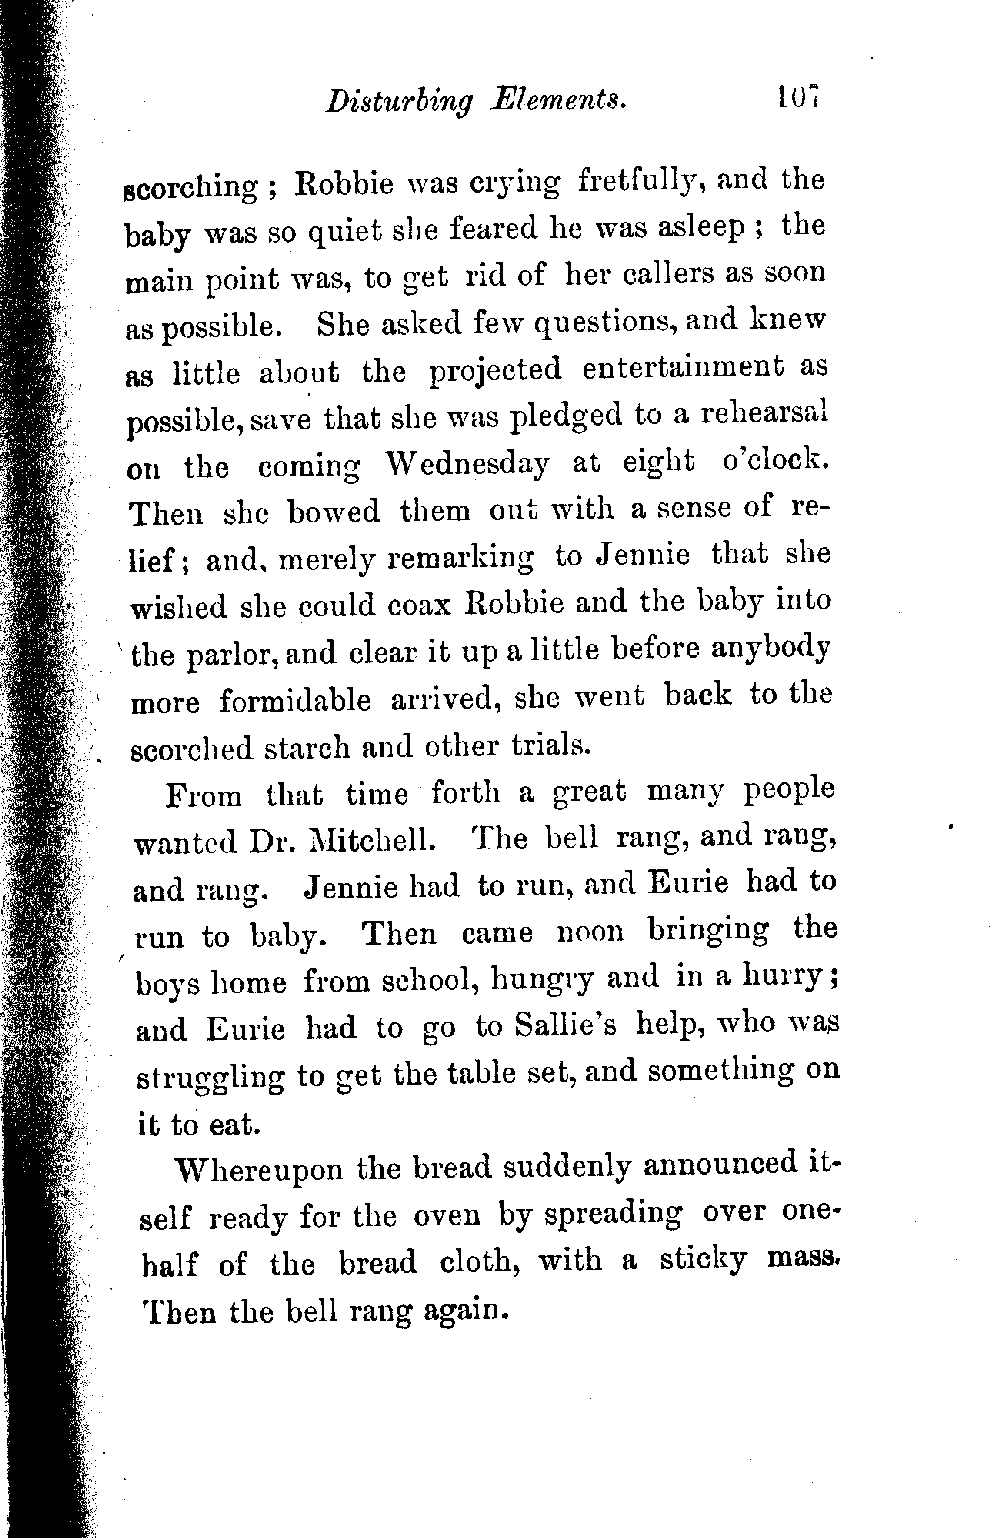 Disturbing Elements. 107
scorching ; Robbie was crying fretfully, and the
baby was so quiet she feared he was asleep ; the
main point was, to get rid of her callers as soon
as possible. She asked few questions, and knew
as little about the projected entertainment as
possible, save that she was pledged to a rehearsal
on the coming Wednesday at eight o'clock.
Then she bowed them out with a sense of re-
lief ; and, merely remarking to Jennie that she
wished she could coax Robbie and the baby into
the parlor, and clear it up a little before anybody
more formidable arrived, she went back to the
scorched starch and other trials.
From that time forth a great many people
wanted Dr. Mitchell. The bell rang, and rang,
and rang. Jennie had to run, and Eurie had to
run to baby. Then came noon bringing the
boys home from school, hungry and in a hurry ;
and Eurie had to go to Sallie's help, who was
struggling to get the table set, and something on
it to eat.
Whereupon the bread suddenly announced it-
self ready for the oven by spreading over one-
half of the bread cloth, with a sticky mass.
Then the bell rang again.